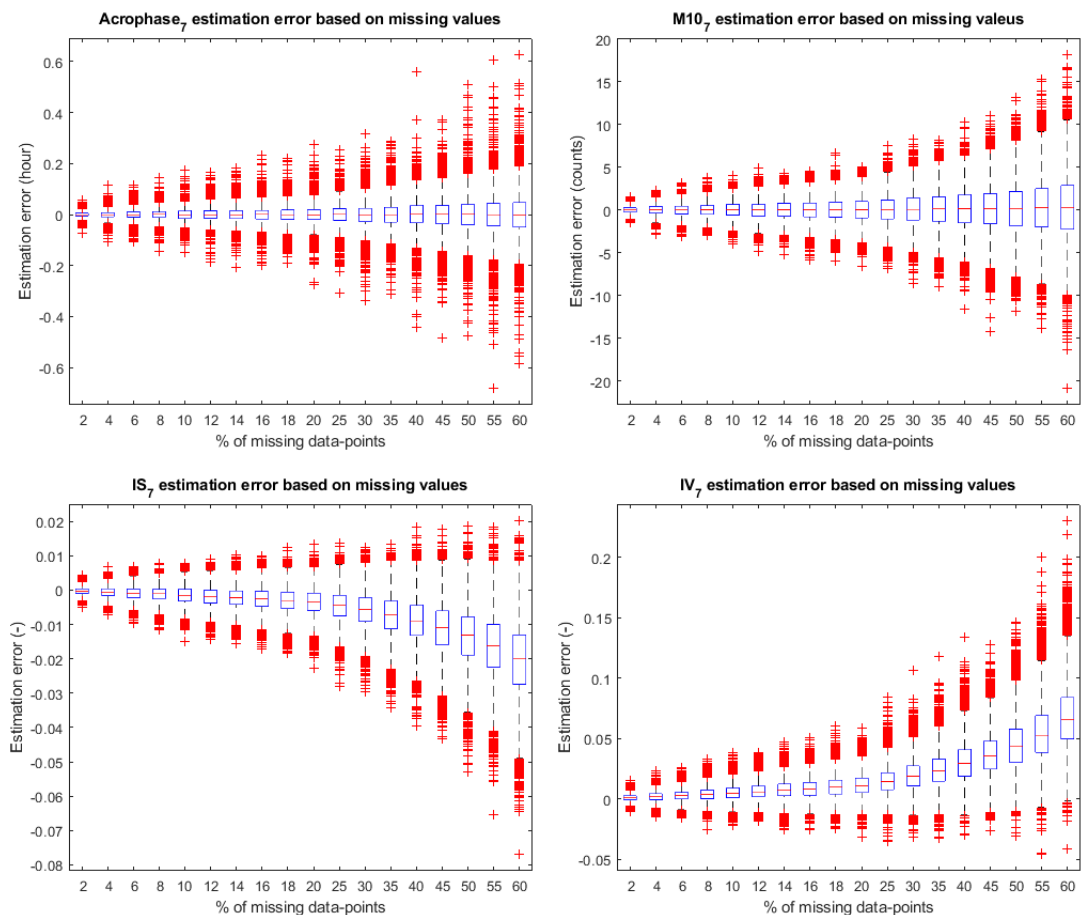 Acrophase7 estimation error based on missing values
Estimation error (hour)
0.6
0.4
0.2
0
-0.2
-0.4
-0.6
2 4 6 8 10 12 14 16 18 20 25 30 35 40 45 50 55 60
% of missing data-points
M107 estimation error based on missing valeus
Estimation error (counts)
20
15
10
5
0
-5
-10
-15
-20
2 4 6 8 10 12 14 16 18 20 25 30 35 40 45 50 55 60
% of missing data-points
IS7 estimation error based on missing values
Estimation error (-)
0.02
0.01
0
-0.01
-0.02
-0.03
-0.04
-0.05
-0.06
-0.07
-0.08
2 4 6 8 10 12 14 16 18 20 25 30 35 40 45 50 55 60
% of missing data-points
IV7 estimation error based on missing values
Estimation error (-)
0.2
0.15
0.1
0.05
0
-0.05
2 4 6 8 10 12 14 16 18 20 25 30 35 40 45 50 55 60
% of missing data-points